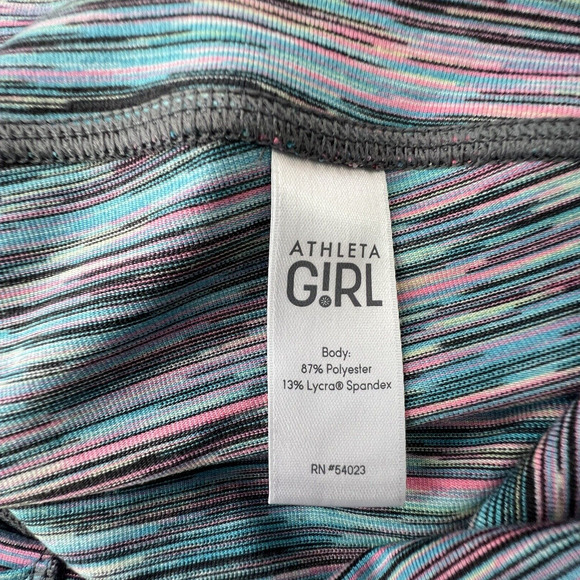 ATHLETA
GIRL
Body:
87% Polyester
13% Lycra® Spandex
RN #54023